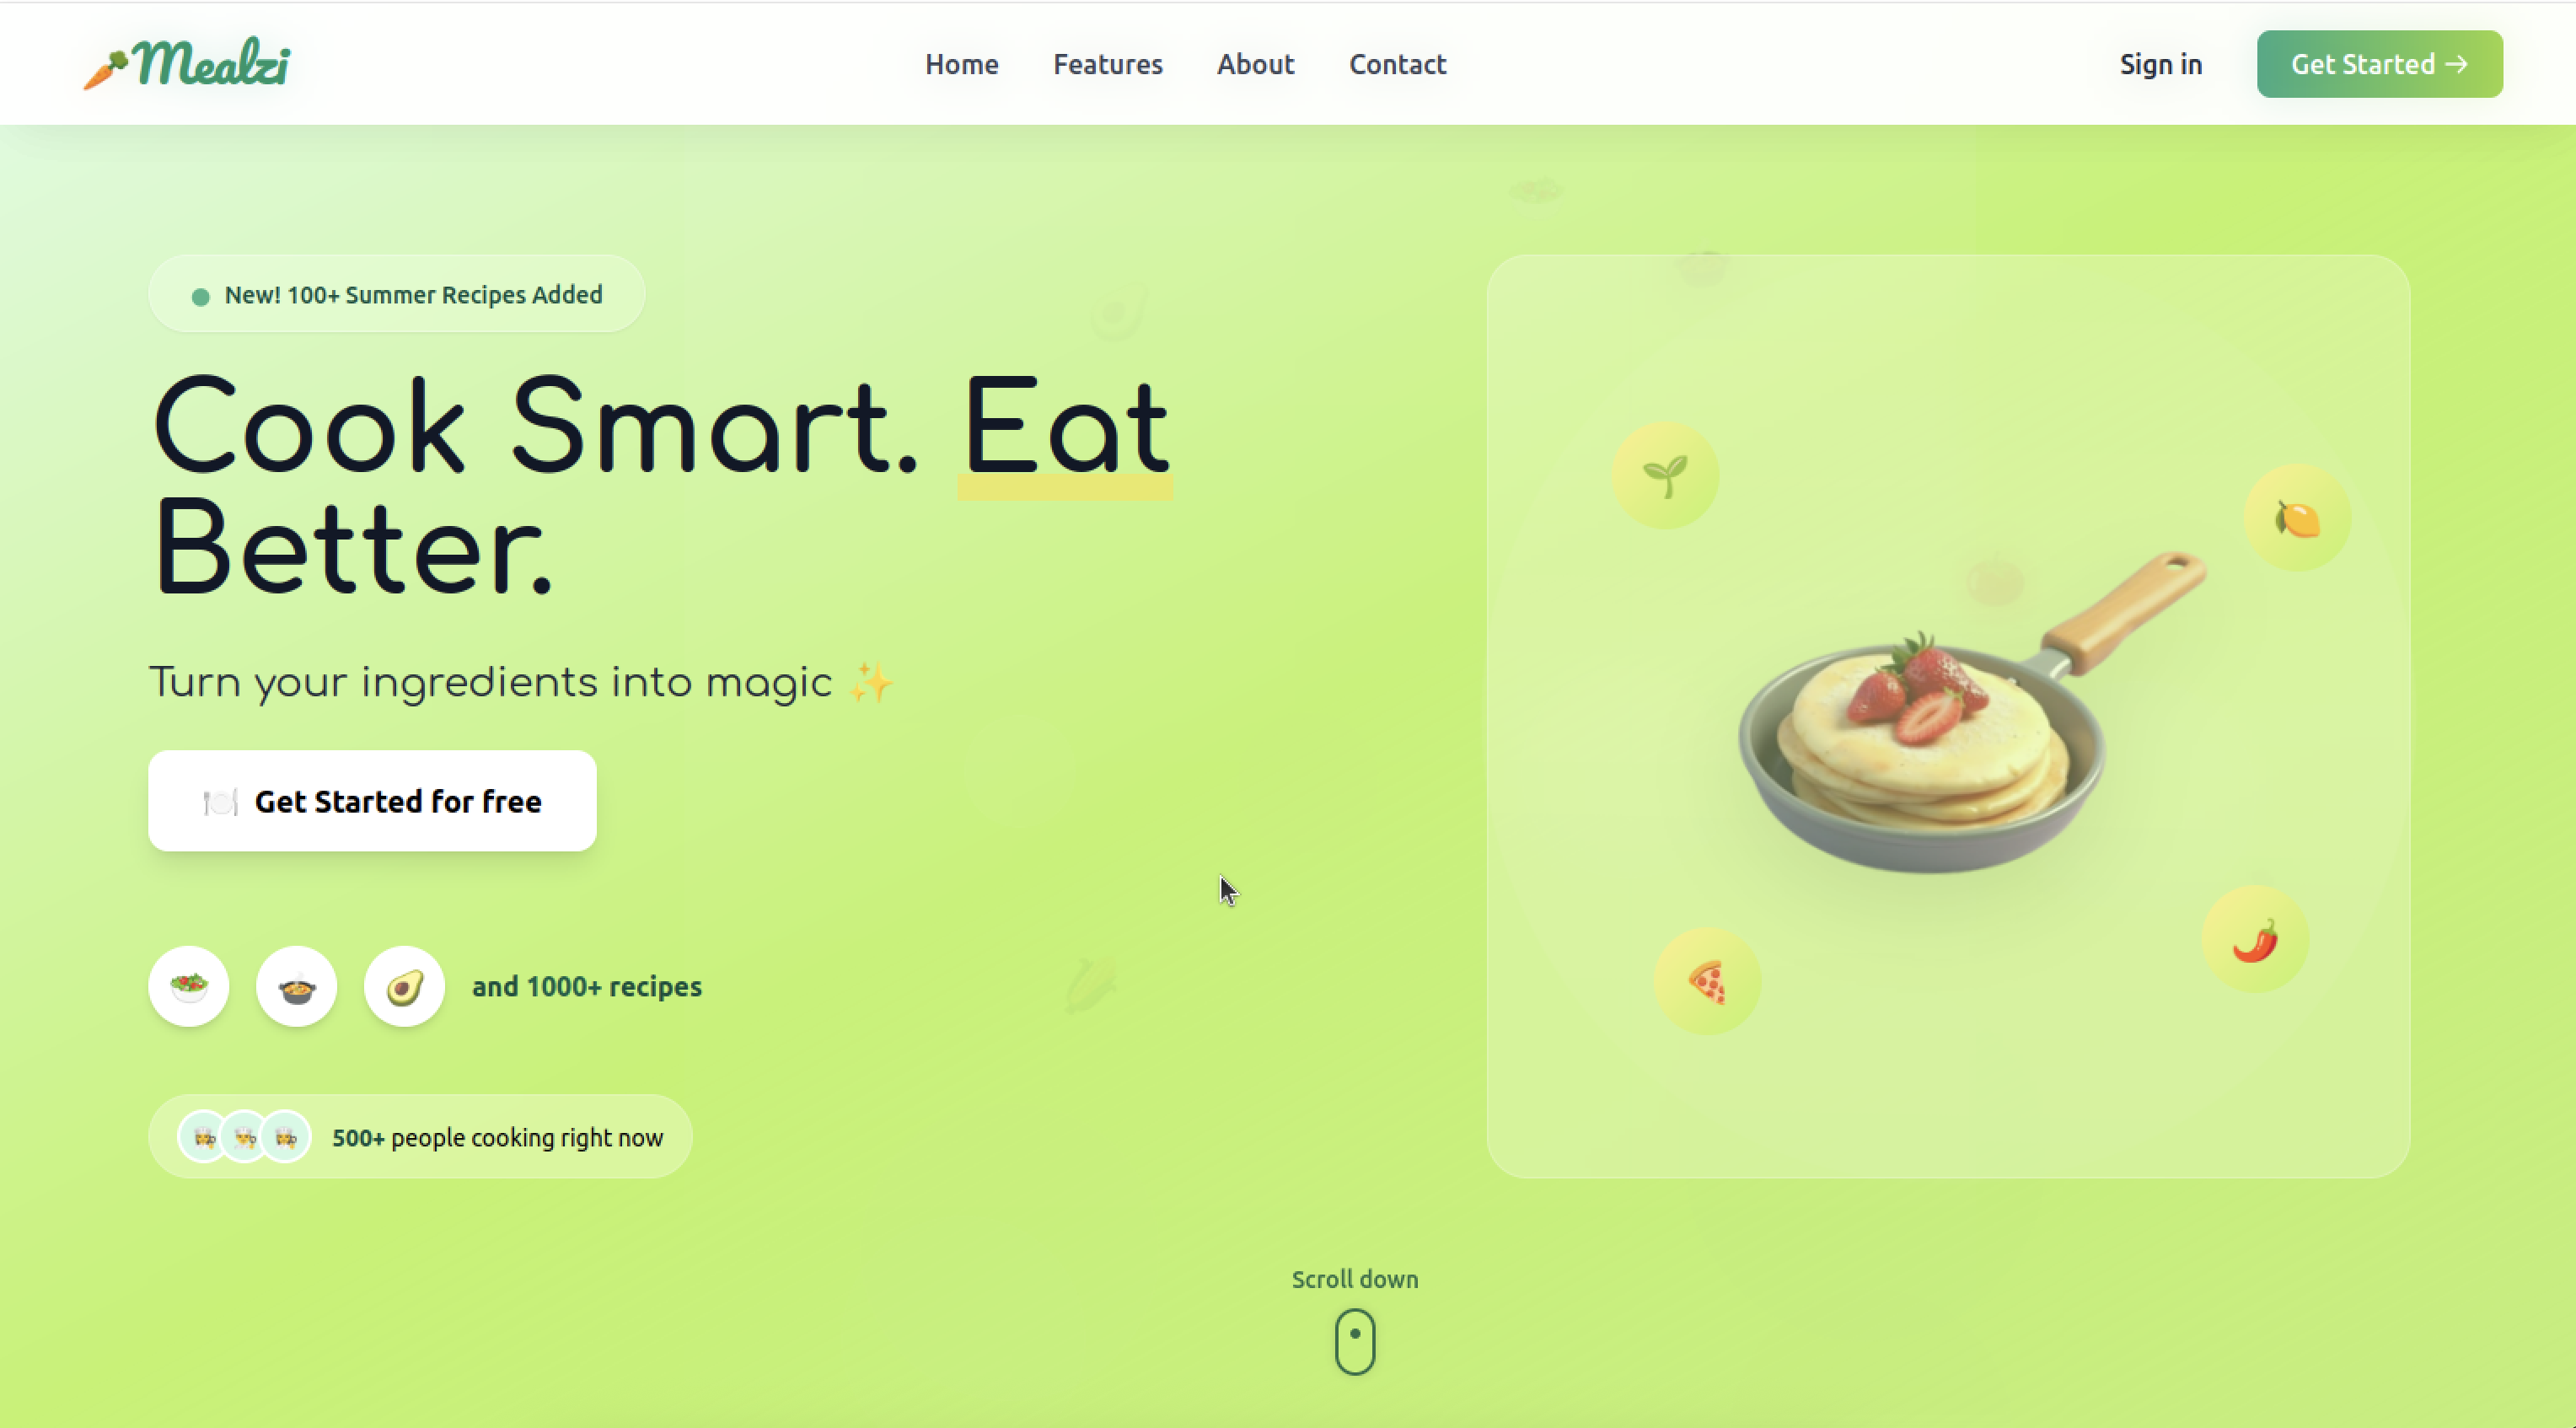 Mealzi
Home Features About Contact
Sign in Get Started →
New! 100+ Summer Recipes Added
Cook Smart. Eat
Better.
Turn your ingredients into magic ✨
Get Started for free
and 1000+ recipes
500+ people cooking right now
Scroll down